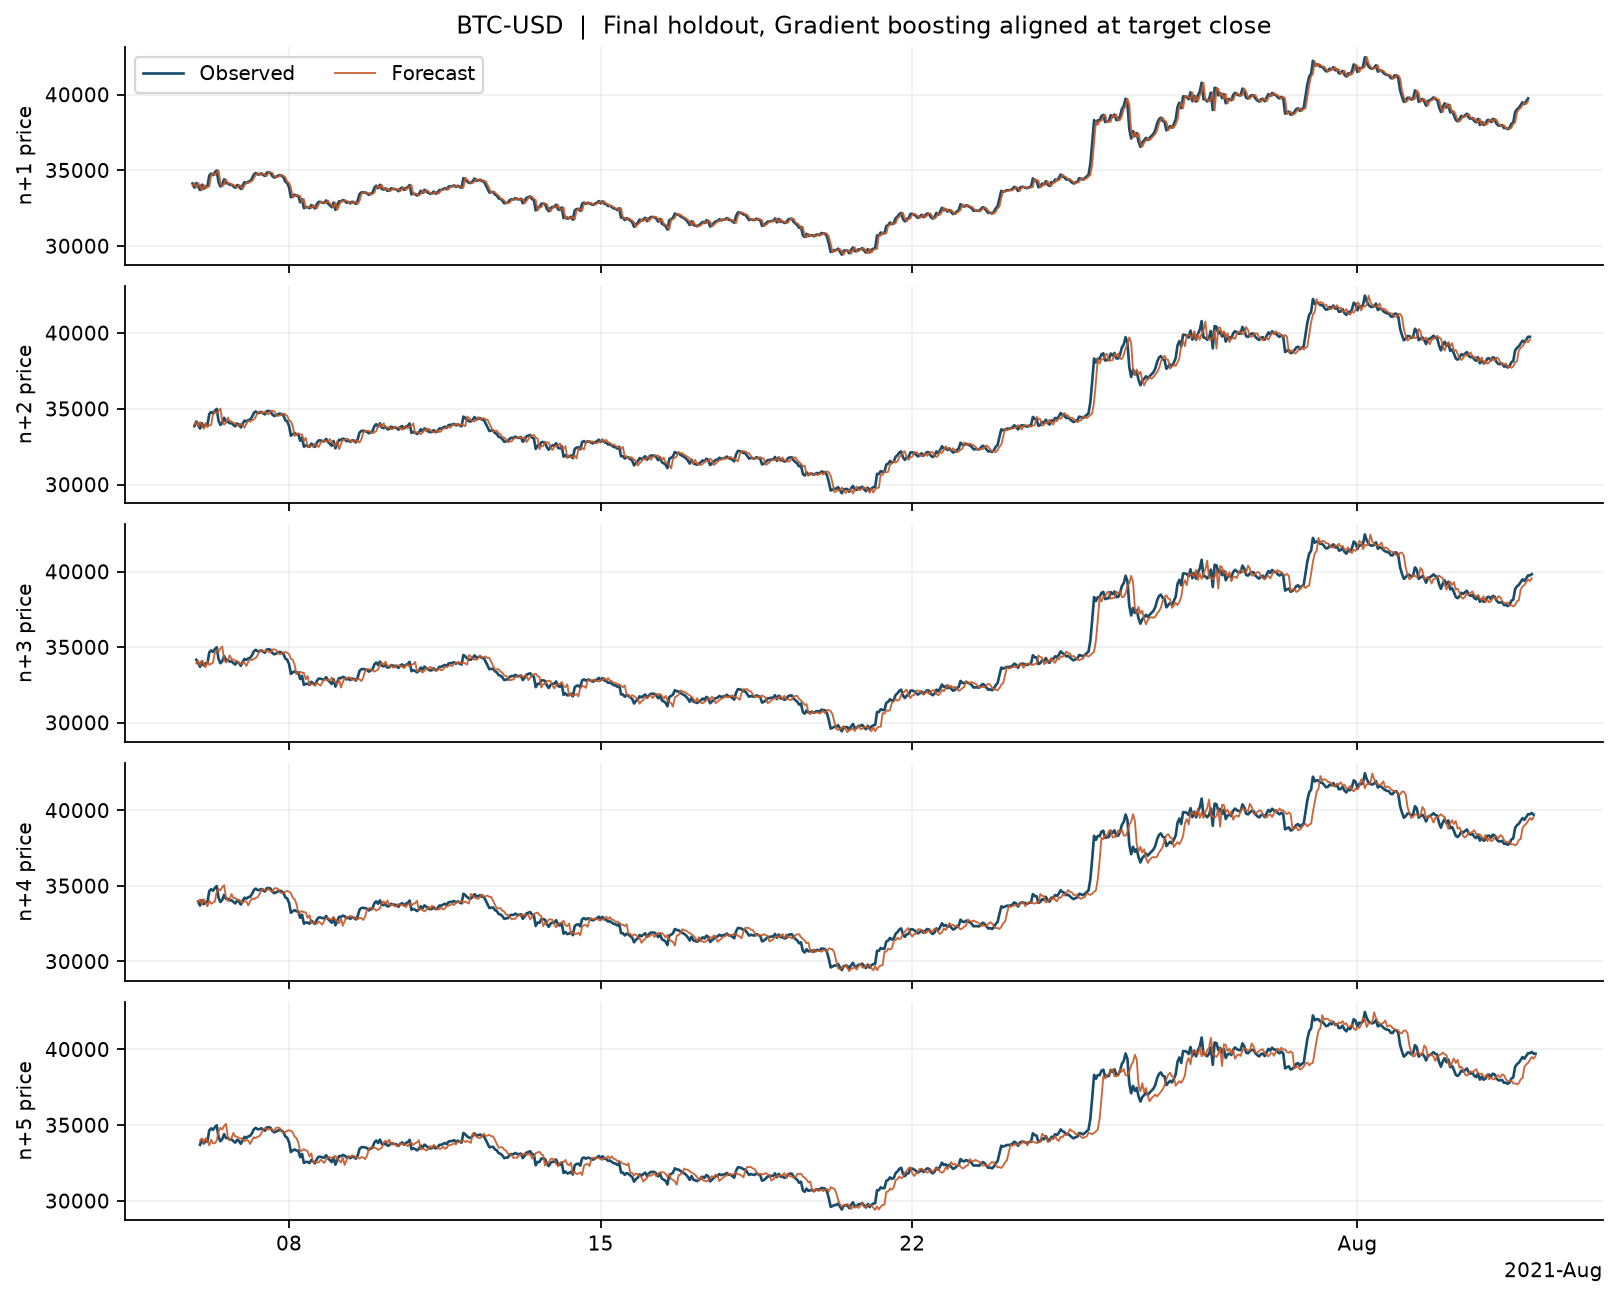 BTC-USD | Final holdout, Gradient boosting aligned at target close
Observed Forecast
n+1 price
40000
35000
30000
n+2 price
40000
35000
30000
n+3 price
40000
35000
30000
n+4 price
40000
35000
30000
n+5 price
40000
35000
30000
08 15 22 Aug
2021-Aug